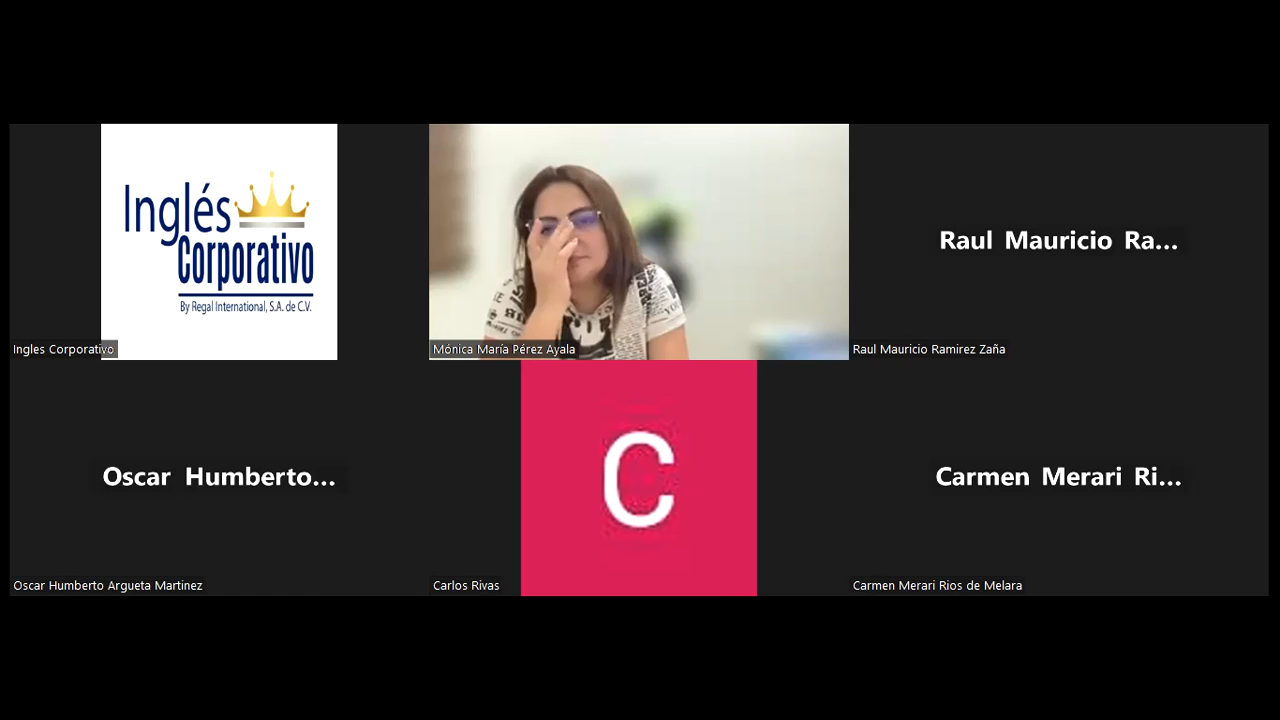 Inglés
Corporativo
By Regal International, S.A. de C.V.
Ingles Corporativo
Mónica María Pérez Ayala
Raul Mauricio Ra...
Raul Mauricio Ramirez Zaña
Oscar Humberto...
Oscar Humberto Argueta Martinez
C
Carlos Rivas
Carmen Merari Ri...
Carmen Merari Rios de Melara